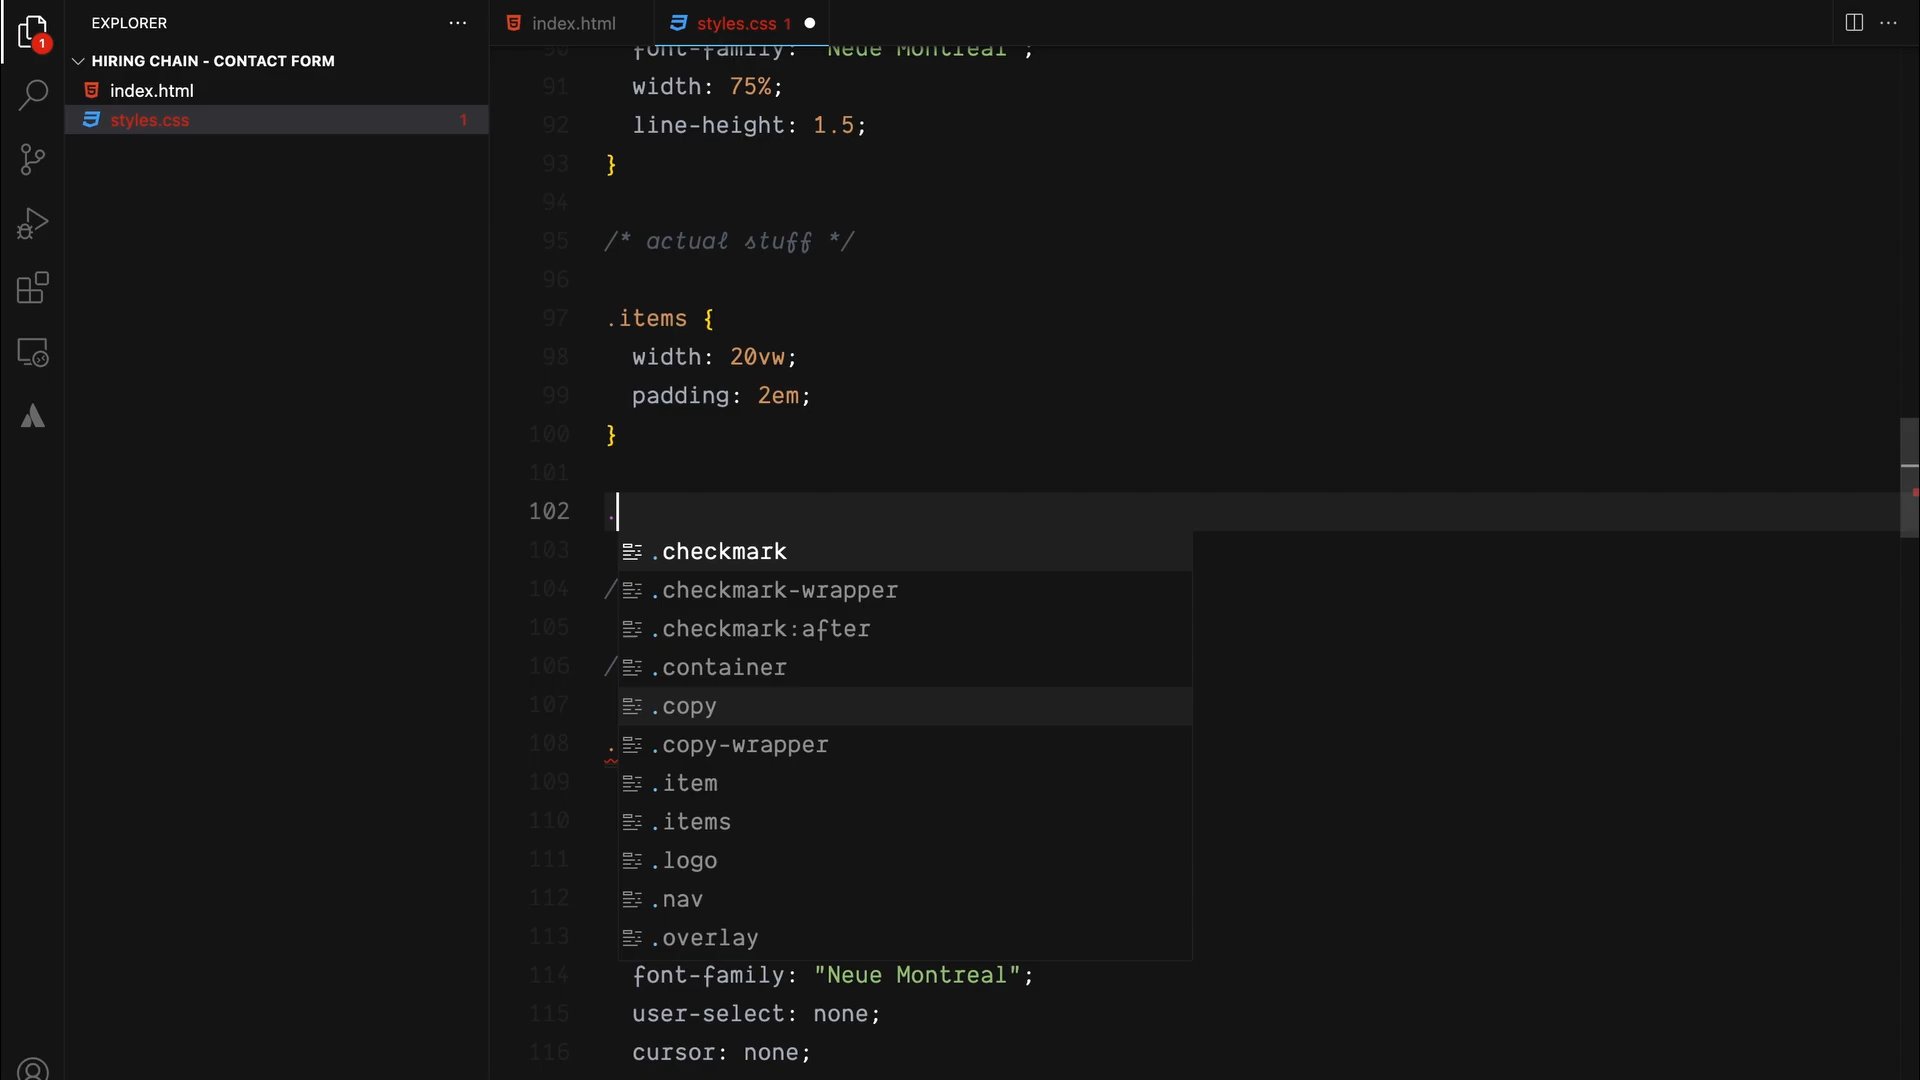 EXPLORER
HIRING CHAIN - CONTACT FORM
index.html
styles.css 1
1
index.html
styles.css 1
90 font-family: "Neue Montreal";
91 width: 75%;
92 line-height: 1.5;
93 }
94
95 /* actual stuff */
96
97 .items {
98 width: 20vw;
99 padding: 2em;
100 }
101
102 .
103 .checkmark
104 / .checkmark-wrapper
105 .checkmark:after
106 / .container
107 .copy
108 . .copy-wrapper
109 .item
110 .items
111 .logo
112 .nav
113 .overlay
114 font-family: "Neue Montreal";
115 user-select: none;
116 cursor: none;